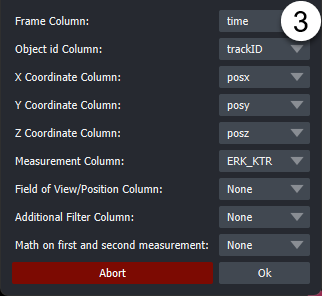 Frame Column: time 3
Object id Column: trackID
X Coordinate Column: posx
Y Coordinate Column: posy
Z Coordinate Column: posz
Measurement Column: ERK_KTR
Field of View/Position Column: None
Additional Filter Column: None
Math on first and second measurement: None
Abort Ok